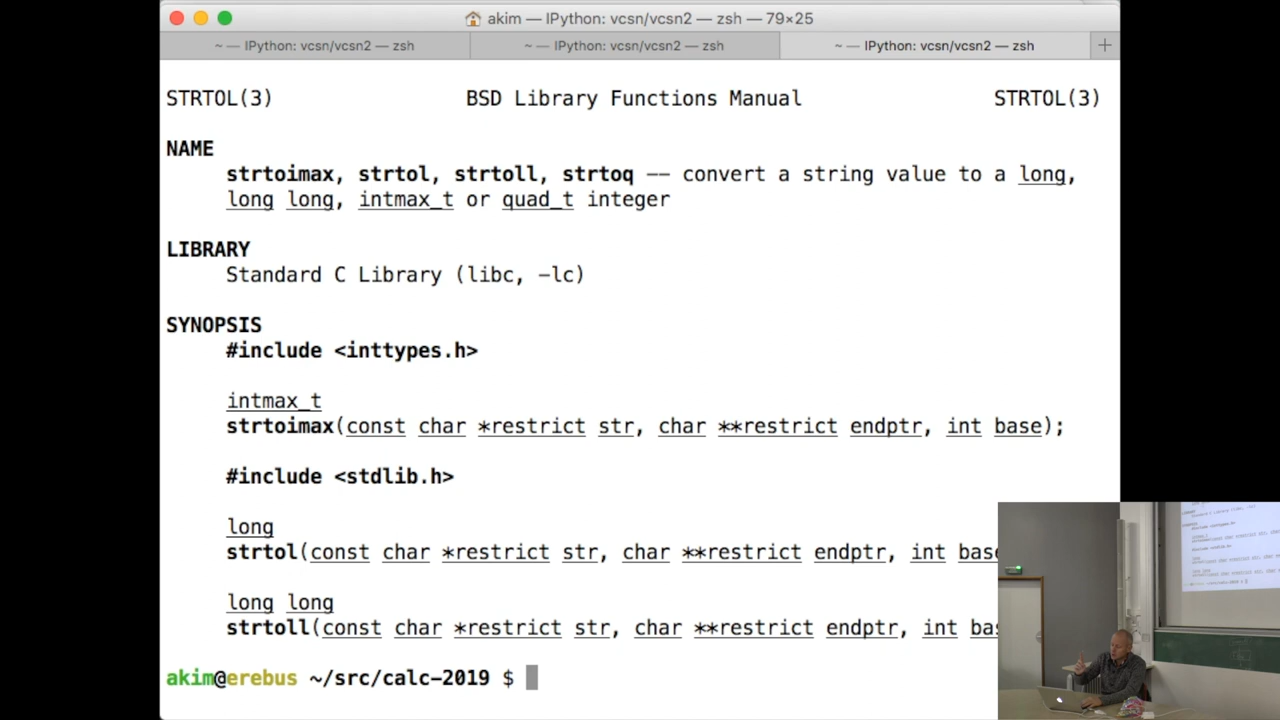 akim — IPython: vcsn/vcsn2 — zsh — 79×25
~ — IPython: vcsn/vcsn2 — zsh
~ — IPython: vcsn/vcsn2 — zsh
~ — IPython: vcsn/vcsn2 — zsh
STRTOL(3) BSD Library Functions Manual STRTOL(3)
NAME
strtoimax, strtol, strtoll, strtoq -- convert a string value to a long,
long long, intmax_t or quad_t integer
LIBRARY
Standard C Library (libc, -lc)
SYNOPSIS
#include <inttypes.h>
intmax_t
strtoimax(const char *restrict str, char **restrict endptr, int base);
#include <stdlib.h>
long
strtol(const char *restrict str, char **restrict endptr, int base
long long
strtoll(const char *restrict str, char **restrict endptr, int bas
akim@erebus ~/src/calc-2019 $